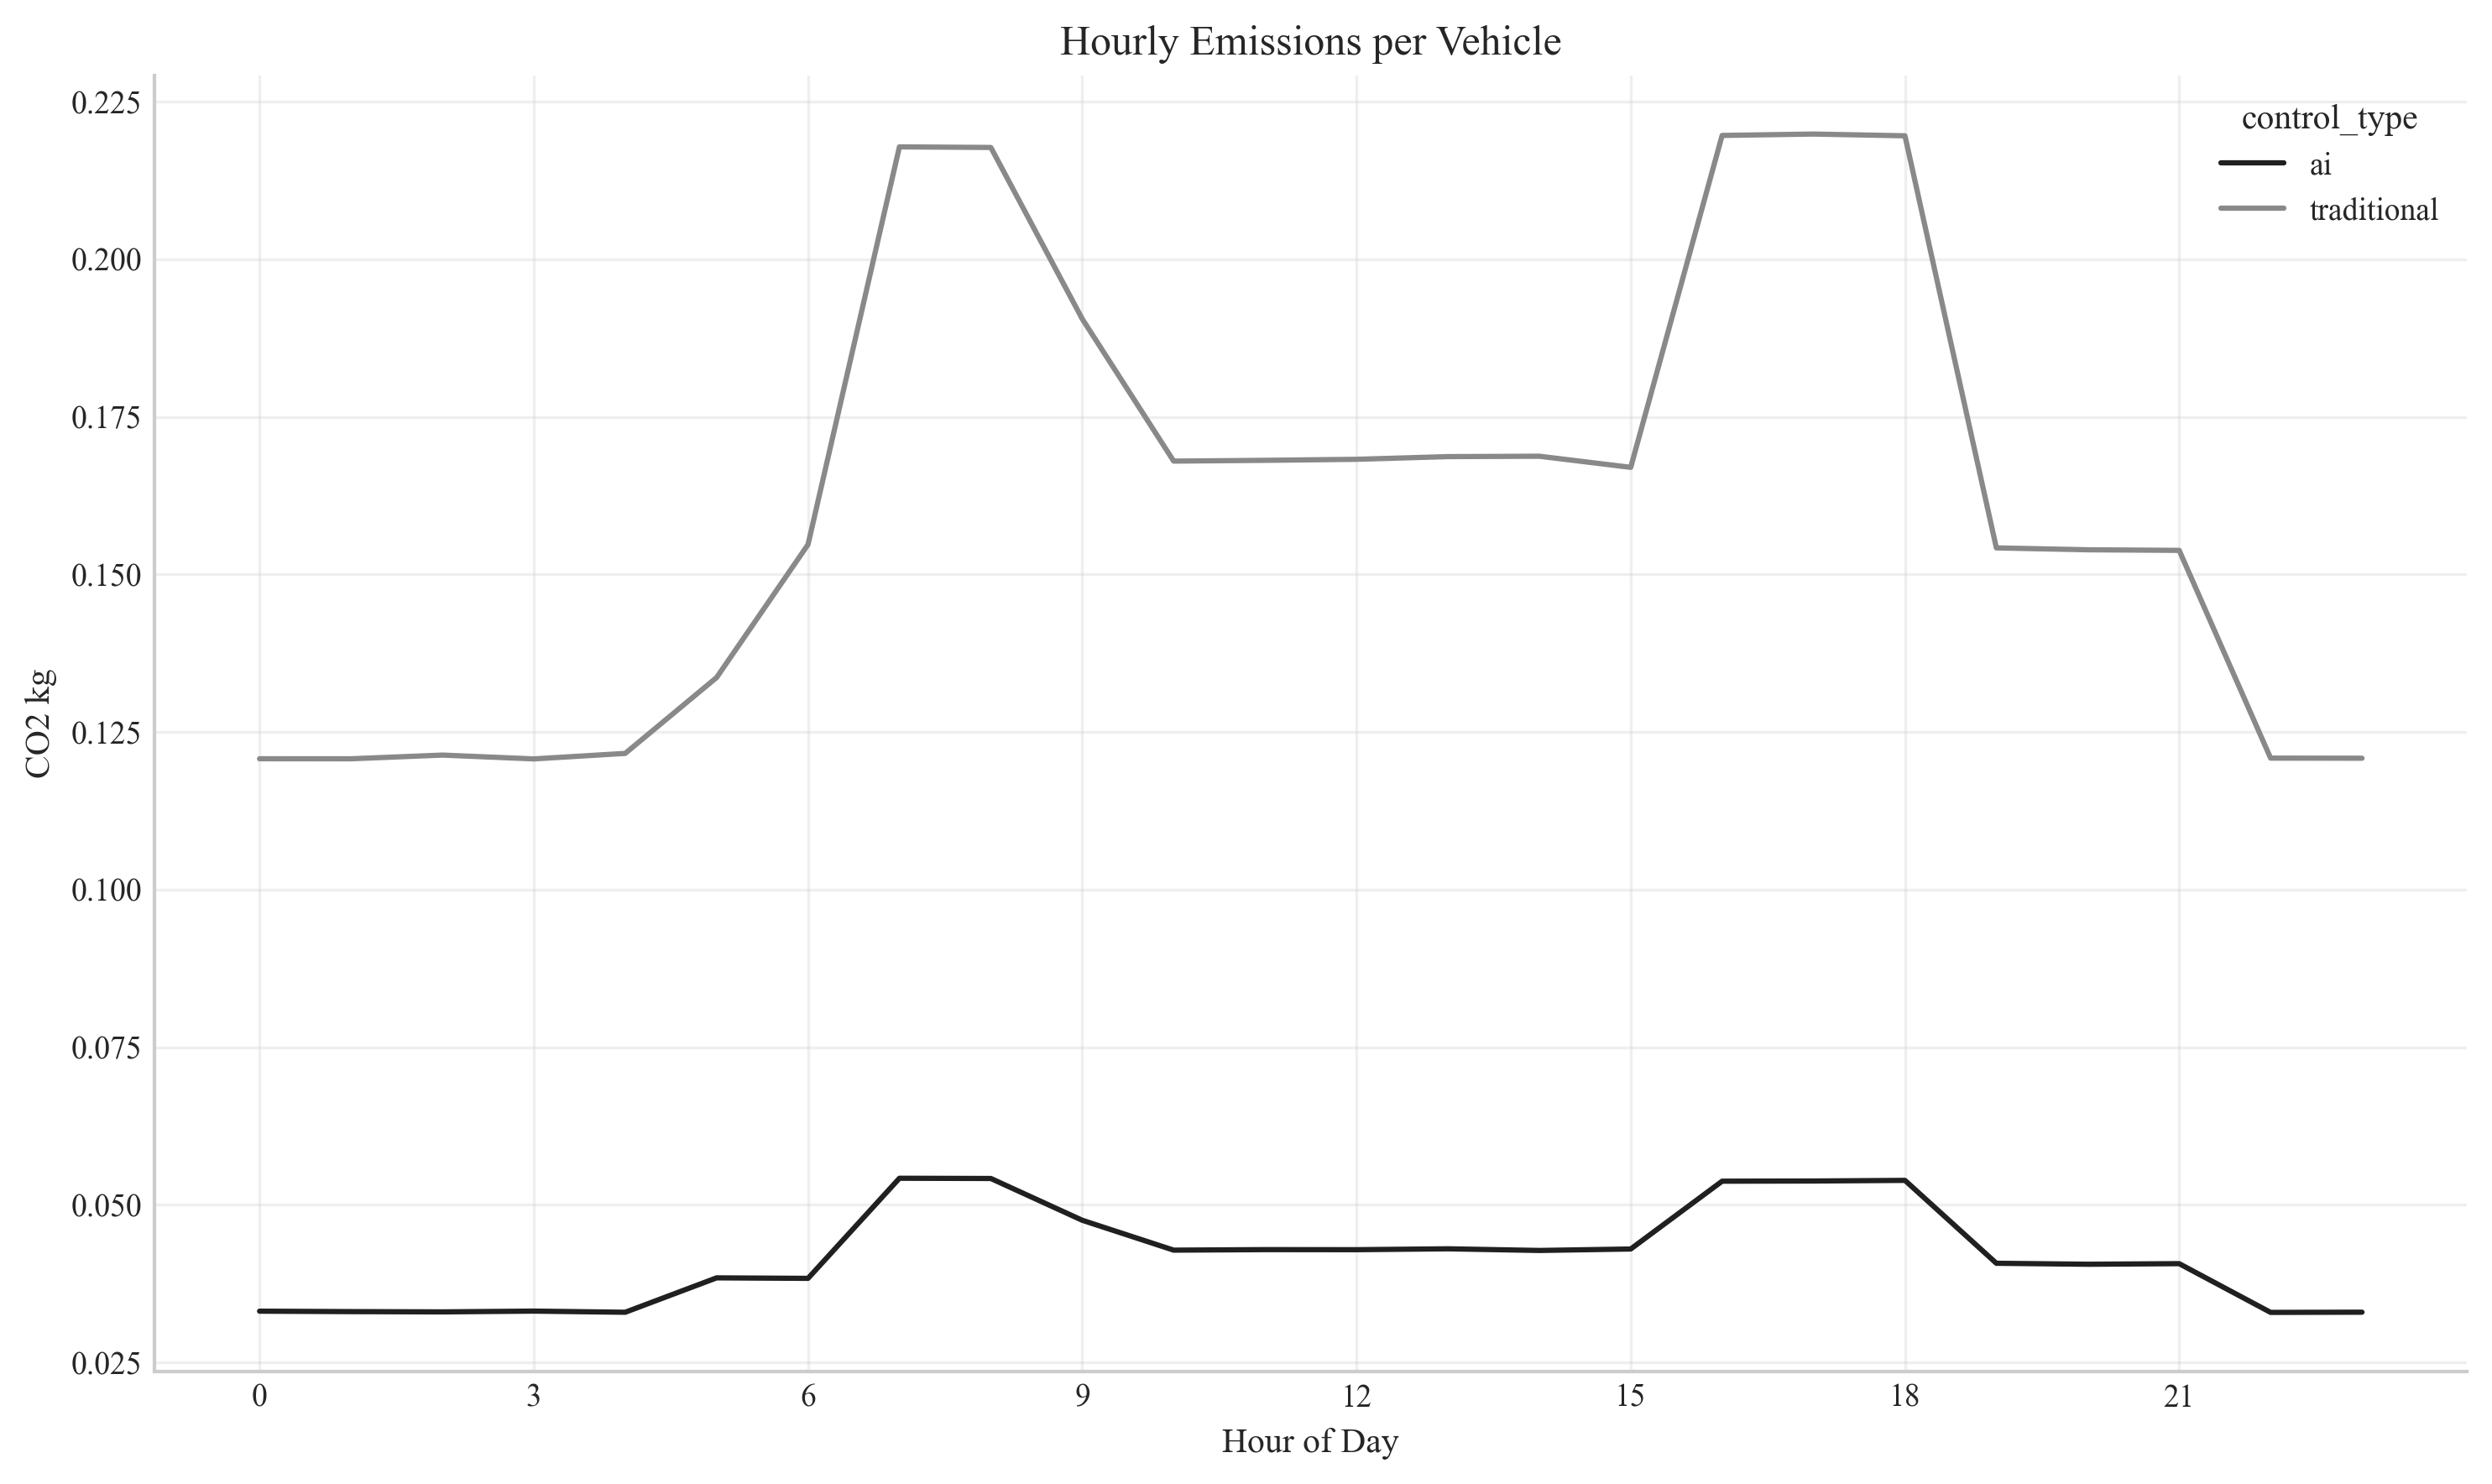 Hourly Emissions per Vehicle
control_type
ai
traditional
CO2 kg
0.225
0.200
0.175
0.150
0.125
0.100
0.075
0.050
0.025
0 3 6 9 12 15 18 21
Hour of Day